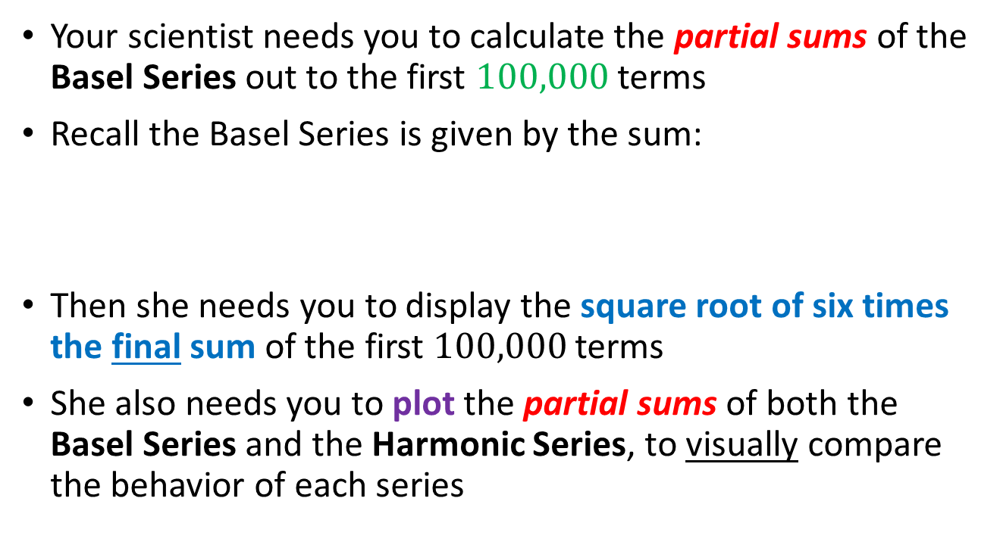 • Your scientist needs you to calculate the partial sums of the
Basel Series out to the first 100,000 terms
• Recall the Basel Series is given by the sum:
• Then she needs you to display the square root of six times
the final sum of the first 100,000 terms
• She also needs you to plot the partial sums of both the
Basel Series and the Harmonic Series, to visually compare
the behavior of each series